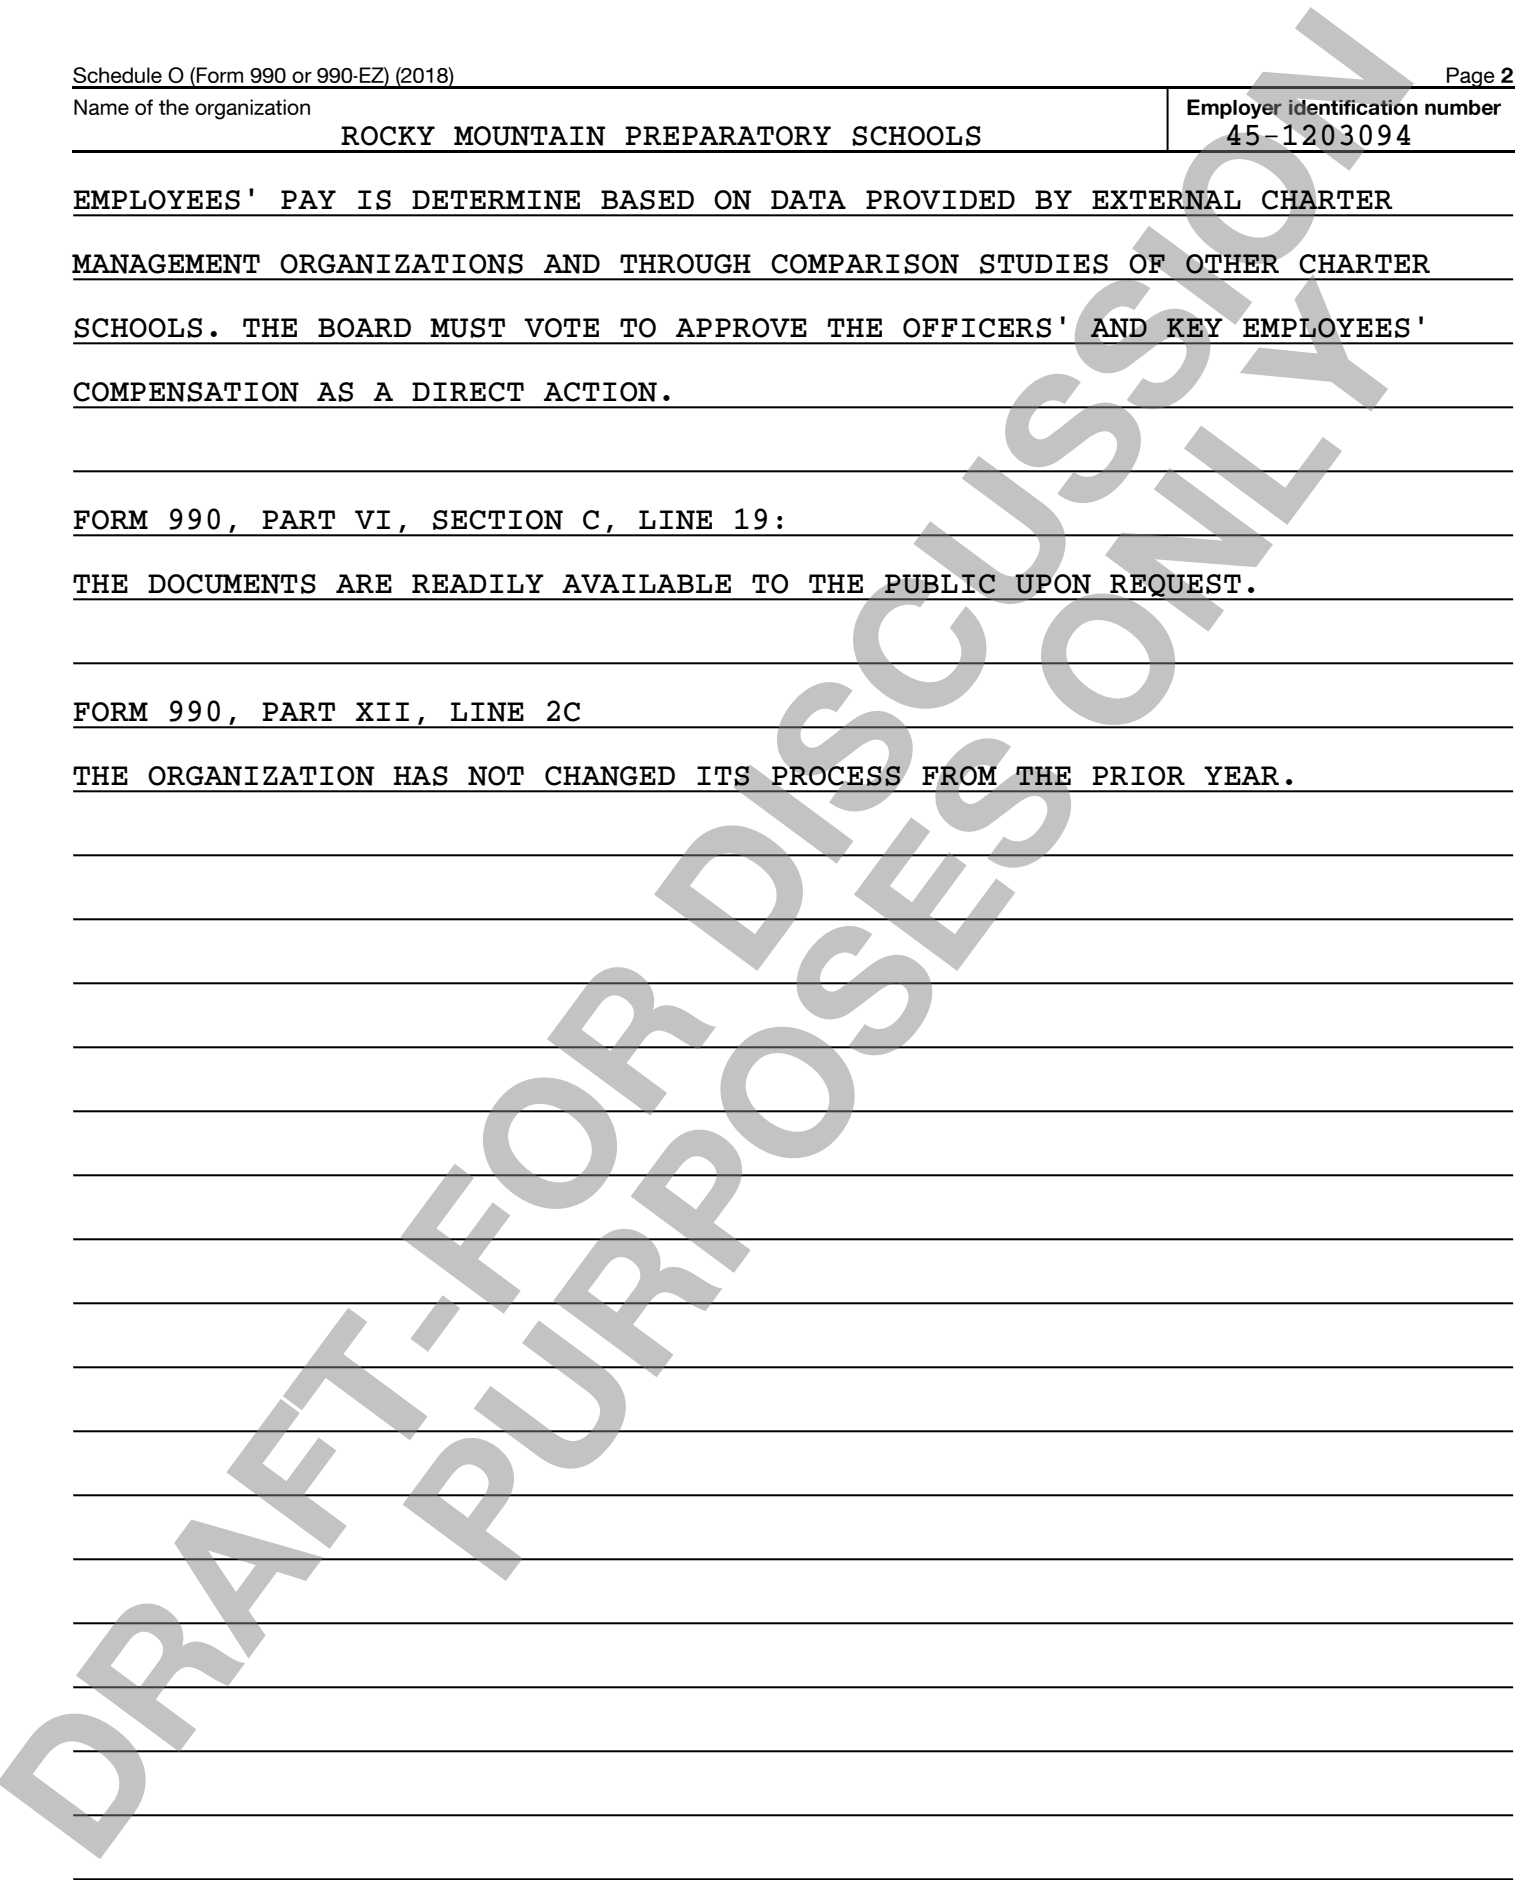 Schedule O (Form 990 or 990-EZ) (2018) Page 2
Name of the organization Employer identification number
ROCKY MOUNTAIN PREPARATORY SCHOOLS 45-1203094
EMPLOYEES' PAY IS DETERMINE BASED ON DATA PROVIDED BY EXTERNAL CHARTER
MANAGEMENT ORGANIZATIONS AND THROUGH COMPARISON STUDIES OF OTHER CHARTER
SCHOOLS. THE BOARD MUST VOTE TO APPROVE THE OFFICERS' AND KEY EMPLOYEES'
COMPENSATION AS A DIRECT ACTION.
FORM 990, PART VI, SECTION C, LINE 19:
THE DOCUMENTS ARE READILY AVAILABLE TO THE PUBLIC UPON REQUEST.
FORM 990, PART XII, LINE 2C
THE ORGANIZATION HAS NOT CHANGED ITS PROCESS FROM THE PRIOR YEAR.
DRAFT-FOR DISCUSSION
PURPOSES ONLY